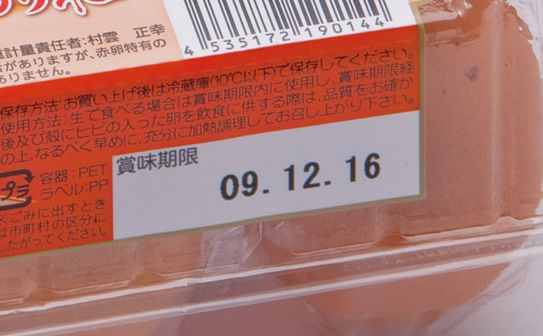 重計量責任者:村雲 正幸
がありますが、赤卵特有の
ありません。
4 535172 190144
保存方法:お買い上げ後は冷蔵庫(10℃以下)で保存してください。
使用方法:生で食べる場合は賞味期限内に使用し、賞味期限経
後及び殻にヒビの入った卵を飲食に供する際は、品質をお確か
の上、なるべく早めに、充分に加熱調理してお召し上がり下さい。
プラ
容器:PET
ラベル:PP
賞味期限
09.12.16
くごみに出すとき
は市町村の区分に
したがってください。